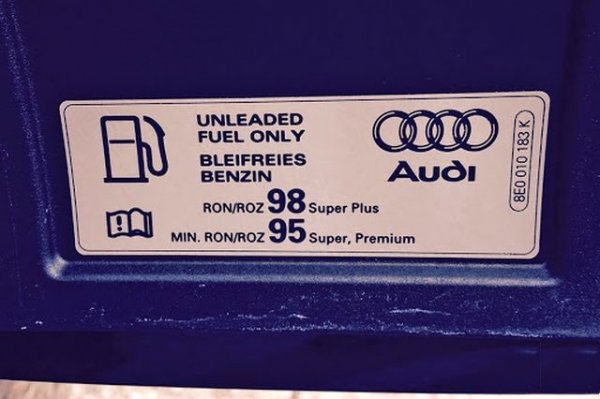 UNLEADED
FUEL ONLY
BLEIFREIES
BENZIN
RON/ROZ 98 Super Plus
MIN. RON/ROZ 95 Super, Premium
Audi
8E0 010 183 K